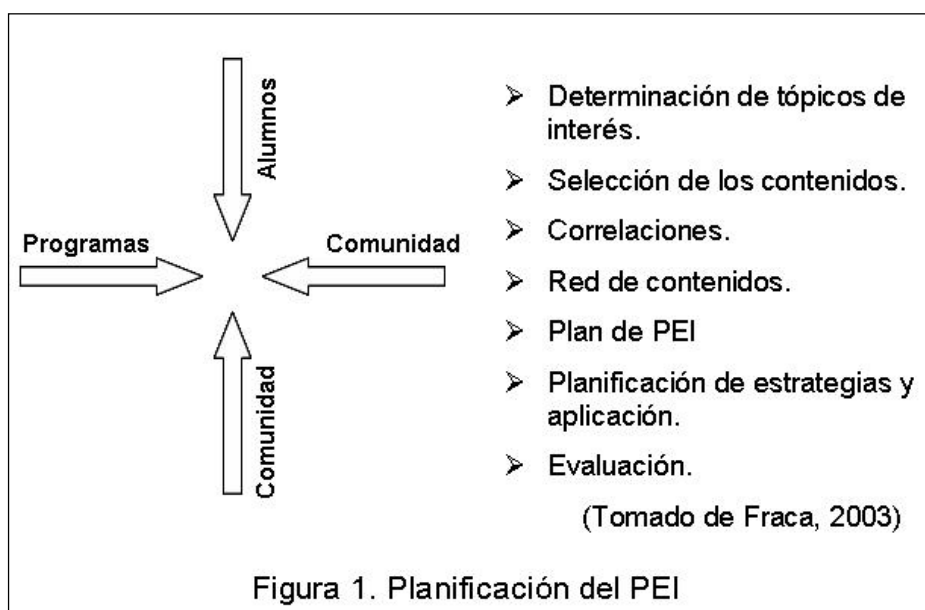 Alumnos
Programas
Comunidad
Comunidad
➢ Determinación de tópicos de
interés.
➢ Selección de los contenidos.
➢ Correlaciones.
➢ Red de contenidos.
➢ Plan de PEI
➢ Planificación de estrategias y
aplicación.
➢ Evaluación.
(Tomado de Fraca, 2003)
Figura 1. Planificación del PEI